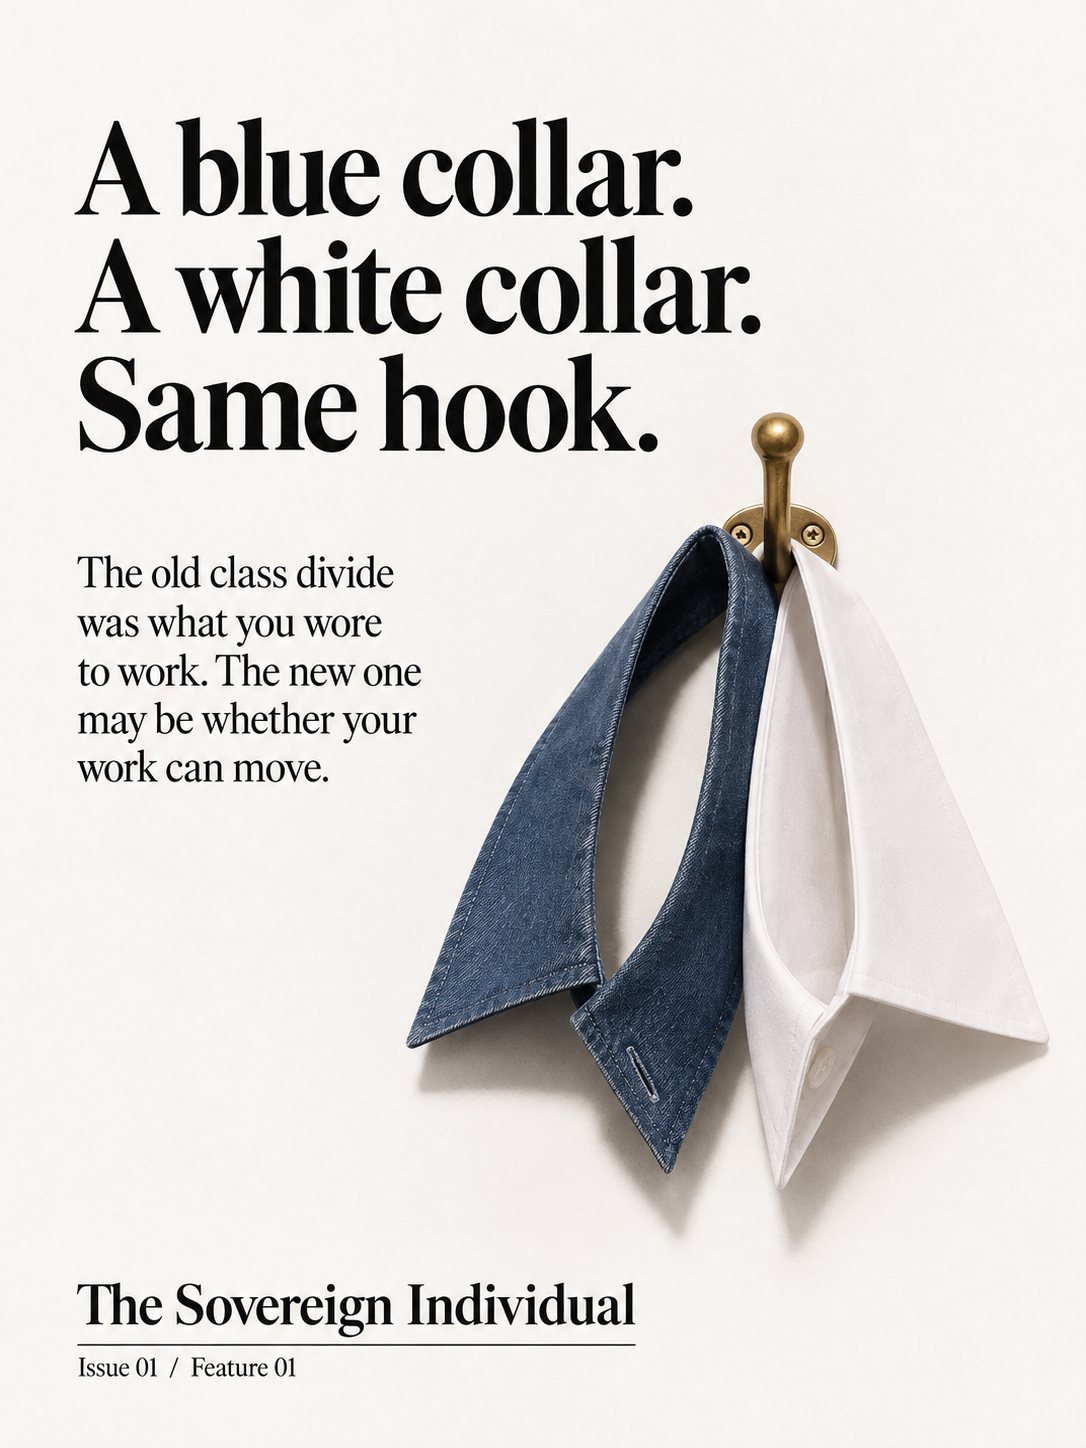 A blue collar.
A white collar.
Same hook.
The old class divide
was what you wore
to work. The new one
may be whether your
work can move.
The Sovereign Individual
Issue 01 / Feature 01